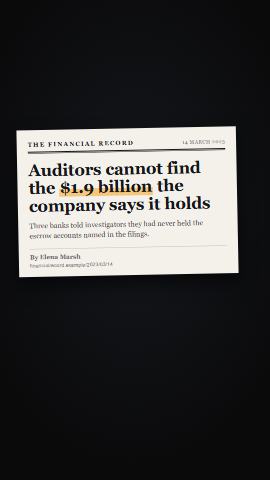 THE FINANCIAL RECORD
14 MARCH 2023
Auditors cannot find
the $1.9 billion the
company says it holds
Three banks told investigators they had never held the
escrow accounts named in the filings.
By Elena Marsh
financialrecord.example/2023/03/14